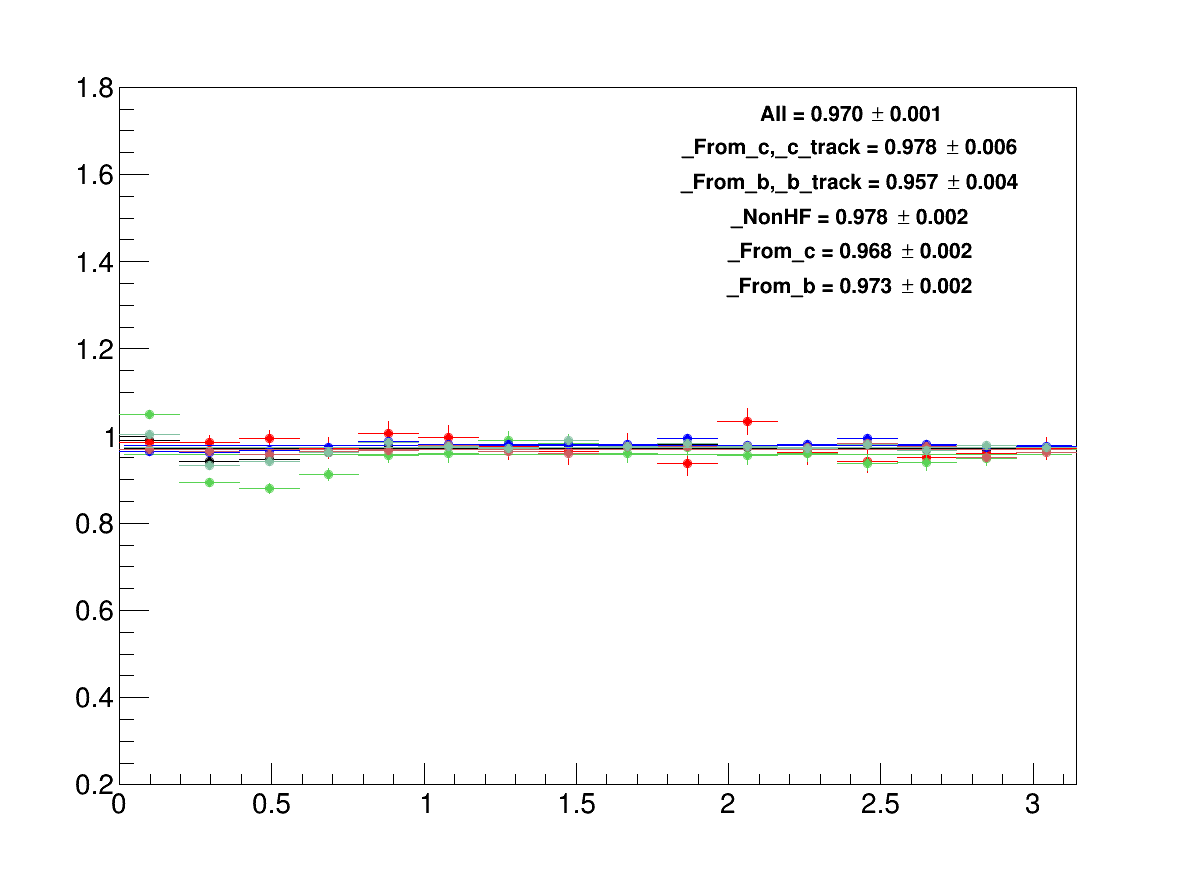 1.8
All = 0.970 ± 0.001
_From_c,_c_track = 0.978 ± 0.006
1.6
_From_b,_b_track = 0.957 ± 0.004
_NonHF = 0.978 ± 0.002
1.4
_From_c = 0.968 ± 0.002
_From_b = 0.973 ± 0.002
1.2
1
0.8
0.6
0.4
0.2
0 0.5 1 1.5 2 2.5 3